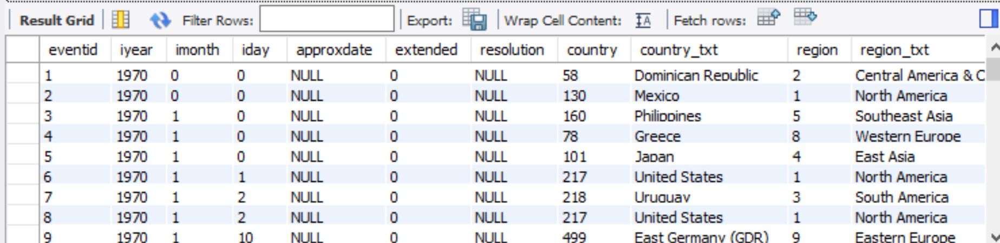 Result Grid Filter Rows: Export: Wrap Cell Content: IA Fetch rows:
eventid iyear imonth iday approxdate extended resolution country country_txt region region_txt
1 1970 0 0 NULL 0 NULL 58 Dominican Republic 2 Central America & C
2 1970 0 0 NULL 0 NULL 130 Mexico 1 North America
3 1970 1 0 NULL 0 NULL 160 Philippines 5 Southeast Asia
4 1970 1 0 NULL 0 NULL 78 Greece 8 Western Europe
5 1970 1 0 NULL 0 NULL 101 Japan 4 East Asia
6 1970 1 1 NULL 0 NULL 217 United States 1 North America
7 1970 1 2 NULL 0 NULL 218 Uruguay 3 South America
8 1970 1 2 NULL 0 NULL 217 United States 1 North America
9 1970 1 10 NULL 0 NULL 499 East Germany (GDR) 9 Eastern Europe